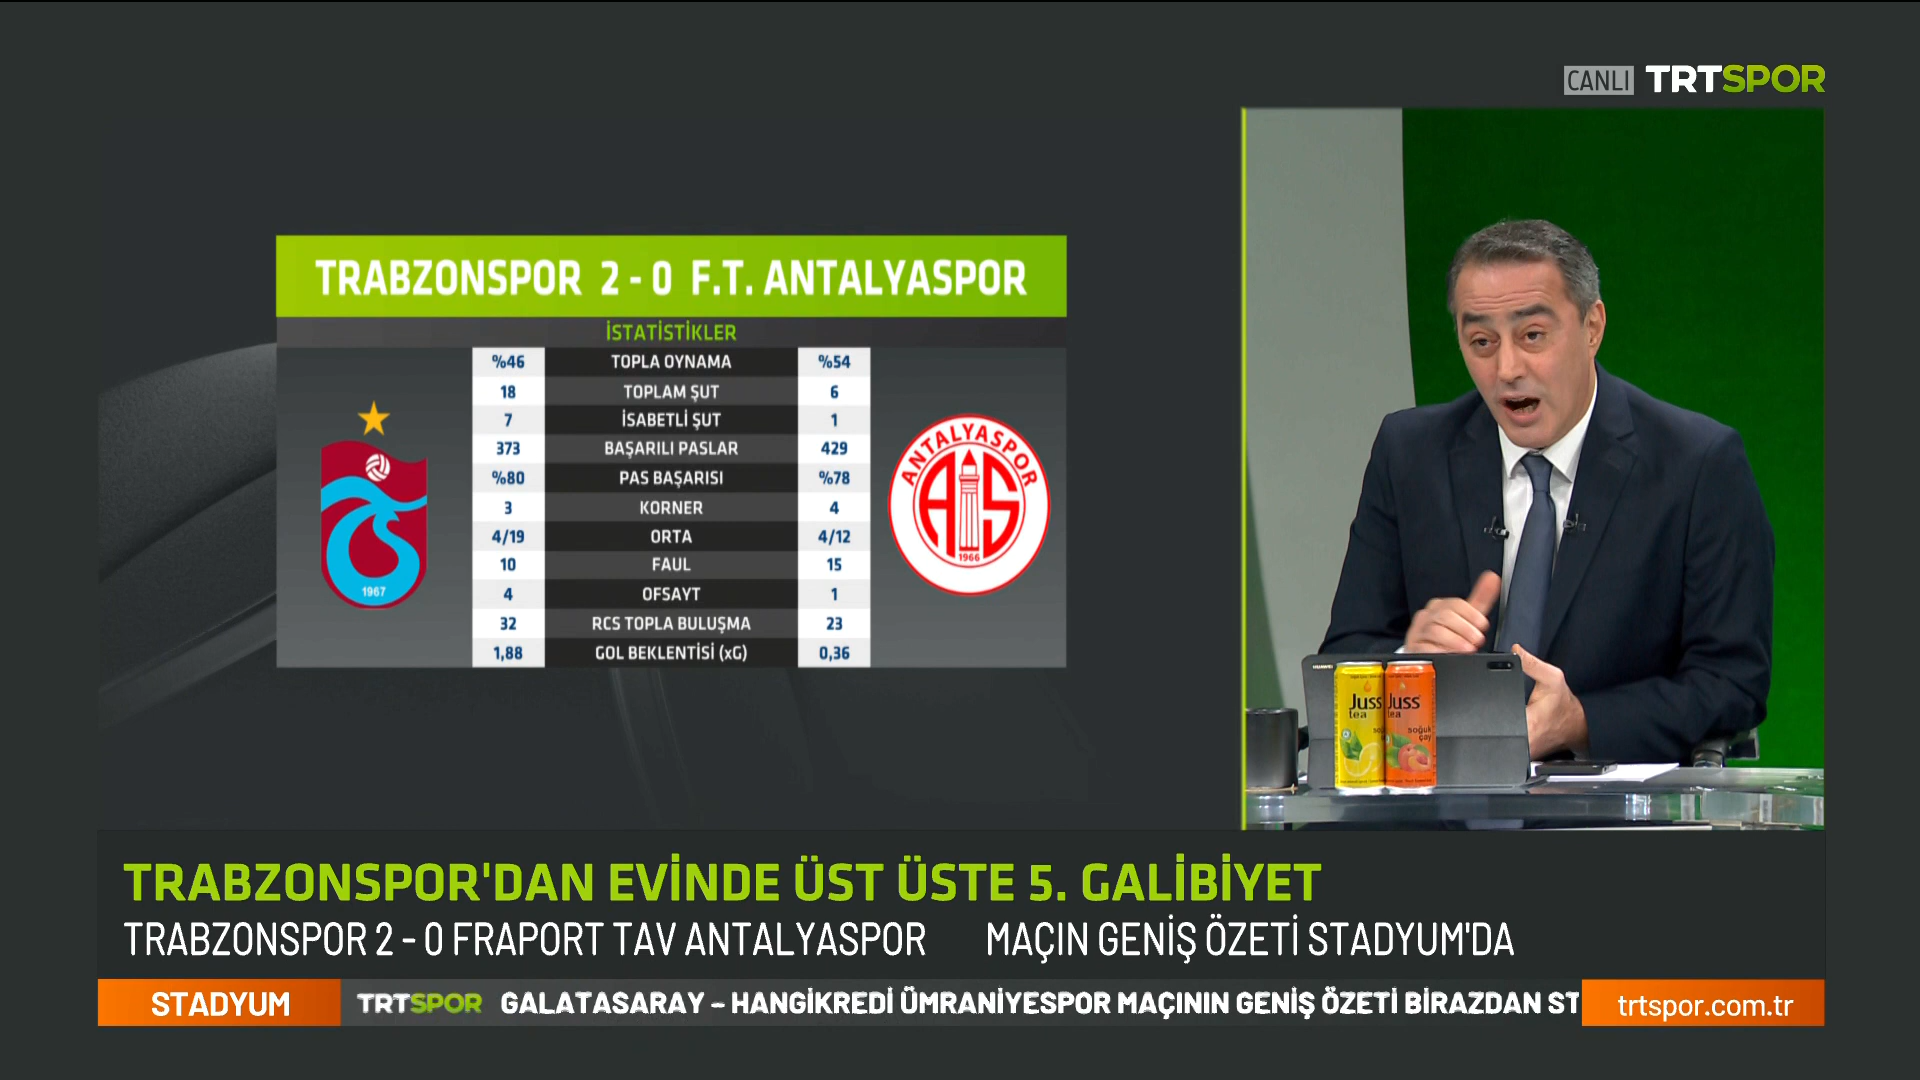 CANLI TRTSPOR
TRABZONSPOR 2 - 0 F.T. ANTALYASPOR
İSTATİSTİKLER
%46 TOPLA OYNAMA %54
18 TOPLAM ŞUT 6
7 İSABETLİ ŞUT 1
373 BAŞARILI PASLAR 429
%80 PAS BAŞARISI %78
3 KORNER 4
4/19 ORTA 4/12
10 FAUL 15
4 OFSAYT 1
32 RCS TOPLA BULUŞMA 23
1,88 GOL BEKLENTİSİ (xG) 0,36
1967
ANTALYASPOR
AS
1966
HUAWEI
Juss
tea
Juss
tea
soğuk
çay
TRABZONSPOR'DAN EVİNDE ÜST ÜSTE 5. GALİBİYET
TRABZONSPOR 2 - 0 FRAPORT TAV ANTALYASPOR MAÇIN GENİŞ ÖZETİ STADYUM'DA
STADYUM TRTSPOR GALATASARAY – HANGİKREDİ ÜMRANİYESPOR MAÇININ GENİŞ ÖZETİ BİRAZDAN ST trtspor.com.tr